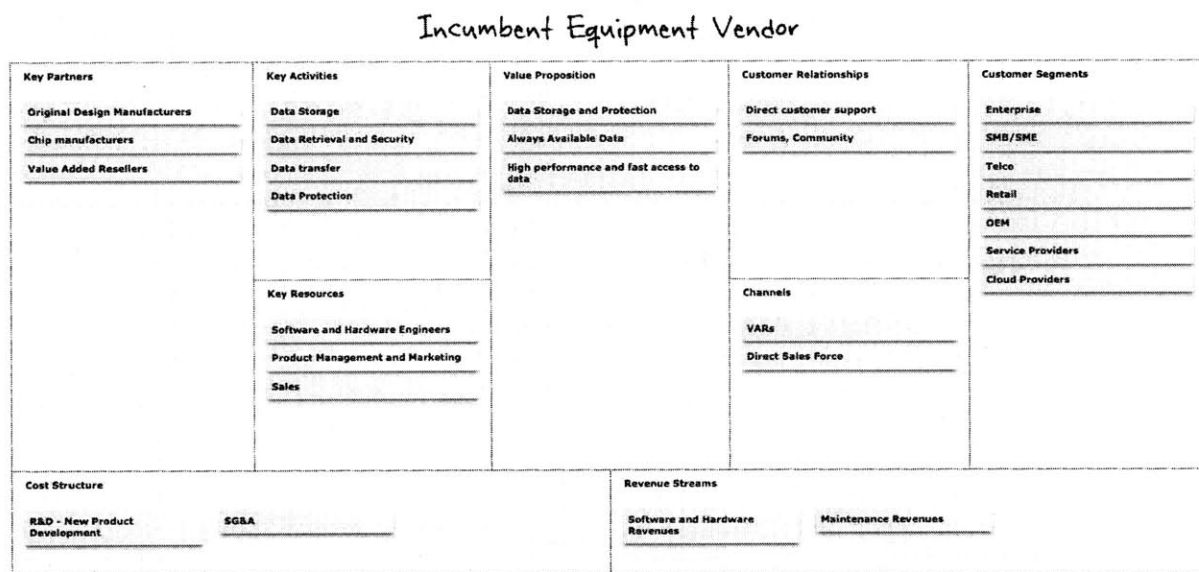 Incumbent Equipment Vendor
Key Partners
Original Design Manufacturers
Chip manufacturers
Value Added Resellers
Key Activities
Data Storage
Data Retrieval and Security
Data transfer
Data Protection
Key Resources
Software and Hardware Engineers
Product Management and Marketing
Sales
Value Proposition
Data Storage and Protection
Always Available Data
High performance and fast access to
data
Customer Relationships
Direct customer support
Forums, Community
Channels
VARs
Direct Sales Force
Customer Segments
Enterprise
SMB/SME
Telco
Retail
OEM
Service Providers
Cloud Providers
Cost Structure
R&D - New Product
Development
SG&A
Revenue Streams
Software and Hardware
Revenues
Maintenance Revenues